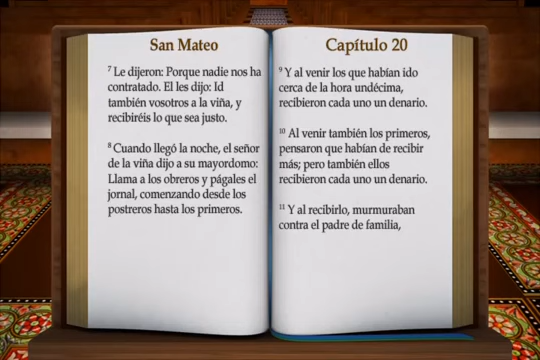 San Mateo
7 Le dijeron: Porque nadie nos ha
contratado. El les dijo: Id
también vosotros a la viña, y
recibiréis lo que sea justo.
8 Cuando llegó la noche, el señor
de la viña dijo a su mayordomo:
Llama a los obreros y págales el
jornal, comenzando desde los
postreros hasta los primeros.
Capítulo 20
9 Y al venir los que habían ido
cerca de la hora undécima,
recibieron cada uno un denario.
10 Al venir también los primeros,
pensaron que habían de recibir
más; pero también ellos
recibieron cada uno un denario.
11 Y al recibirlo, murmuraban
contra el padre de familia,